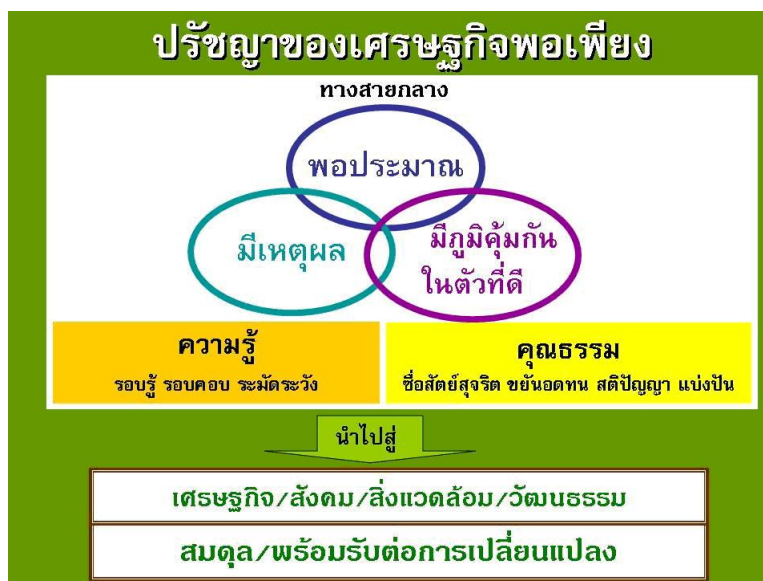 ปรัชญาของเศรษฐกิจพอเพียง
ทางสายกลาง
พอประมาณ
มีเหตุผล
มีภูมิคุ้มกัน
ในตัวที่ดี
ความรู้
รอบรู้ รอบคอบ ระมัดระวัง
คุณธรรม
ซื่อสัตย์สุจริต ขยันอดทน สติปัญญา แบ่งปัน
นำไปสู่
เศรษฐกิจ/สังคม/สิ่งแวดล้อม/วัฒนธรรม
สมดุล/พร้อมรับต่อการเปลี่ยนแปลง